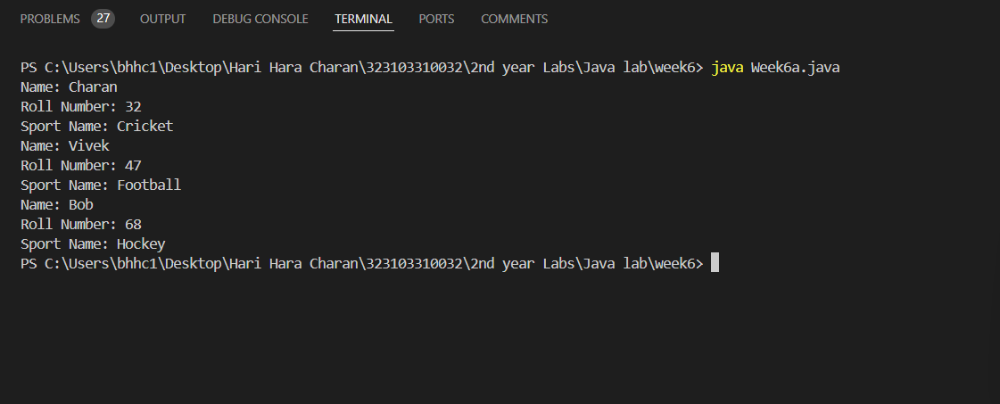 PROBLEMS 27 OUTPUT DEBUG CONSOLE TERMINAL PORTS COMMENTS
PS C:\Users\bhhc1\Desktop\Hari Hara Charan\323103310032\2nd year Labs\Java lab\week6> java Week6a.java
Name: Charan
Roll Number: 32
Sport Name: Cricket
Name: Vivek
Roll Number: 47
Sport Name: Football
Name: Bob
Roll Number: 68
Sport Name: Hockey
PS C:\Users\bhhc1\Desktop\Hari Hara Charan\323103310032\2nd year Labs\Java lab\week6>